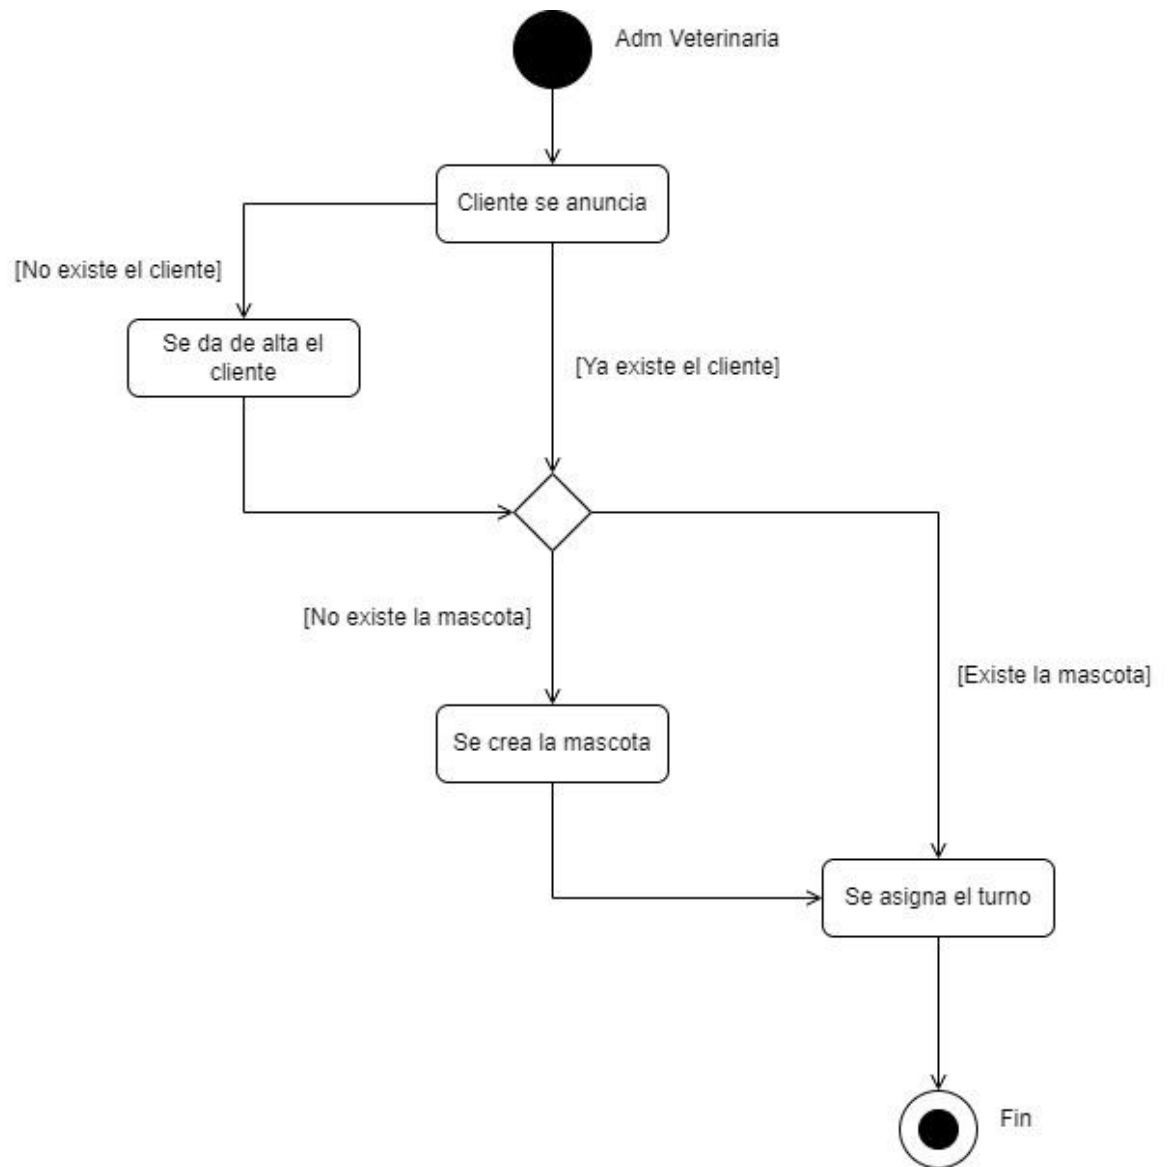 Adm Veterinaria
Cliente se anuncia
[No existe el cliente]
Se da de alta el
cliente
[Ya existe el cliente]
[No existe la mascota]
[Existe la mascota]
Se crea la mascota
Se asigna el turno
Fin